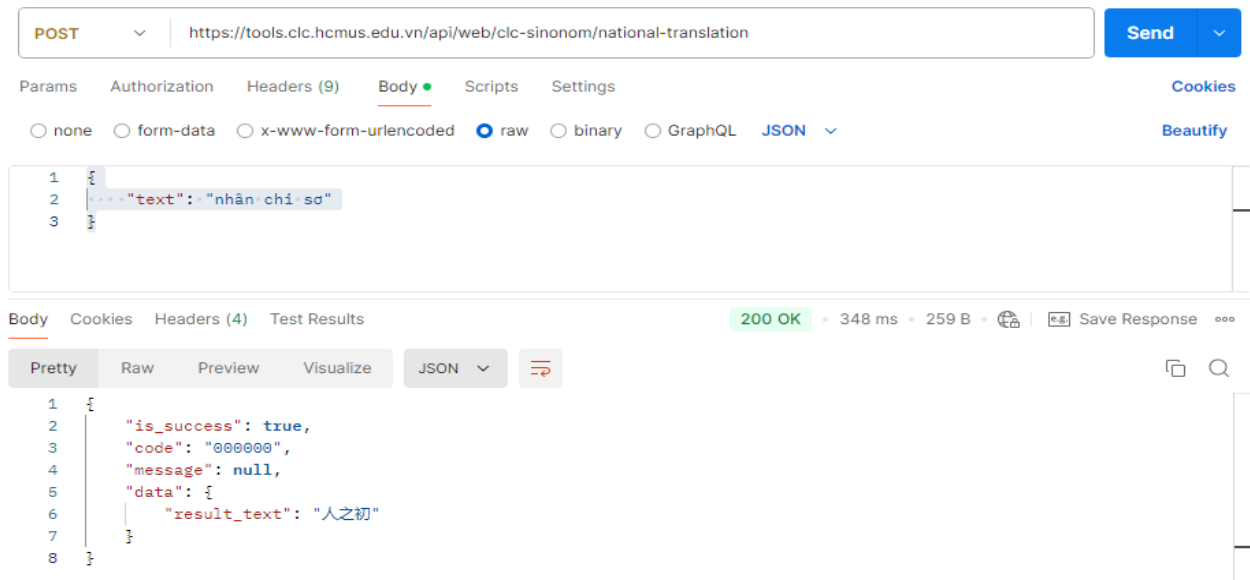 POST https://tools.clc.hcmus.edu.vn/api/web/clc-sinonom/national-translation Send
Params Authorization Headers (9) Body Scripts Settings Cookies
none form-data x-www-form-urlencoded raw binary GraphQL JSON Beautify
1 {
2 ····"text":·"nhân·chi·sơ"
3 }
Body Cookies Headers (4) Test Results 200 OK 348 ms 259 B e.g. Save Response
Pretty Raw Preview Visualize JSON
1 {
2 "is_success": true,
3 "code": "000000",
4 "message": null,
5 "data": {
6 "result_text": "人之初"
7 }
8 }